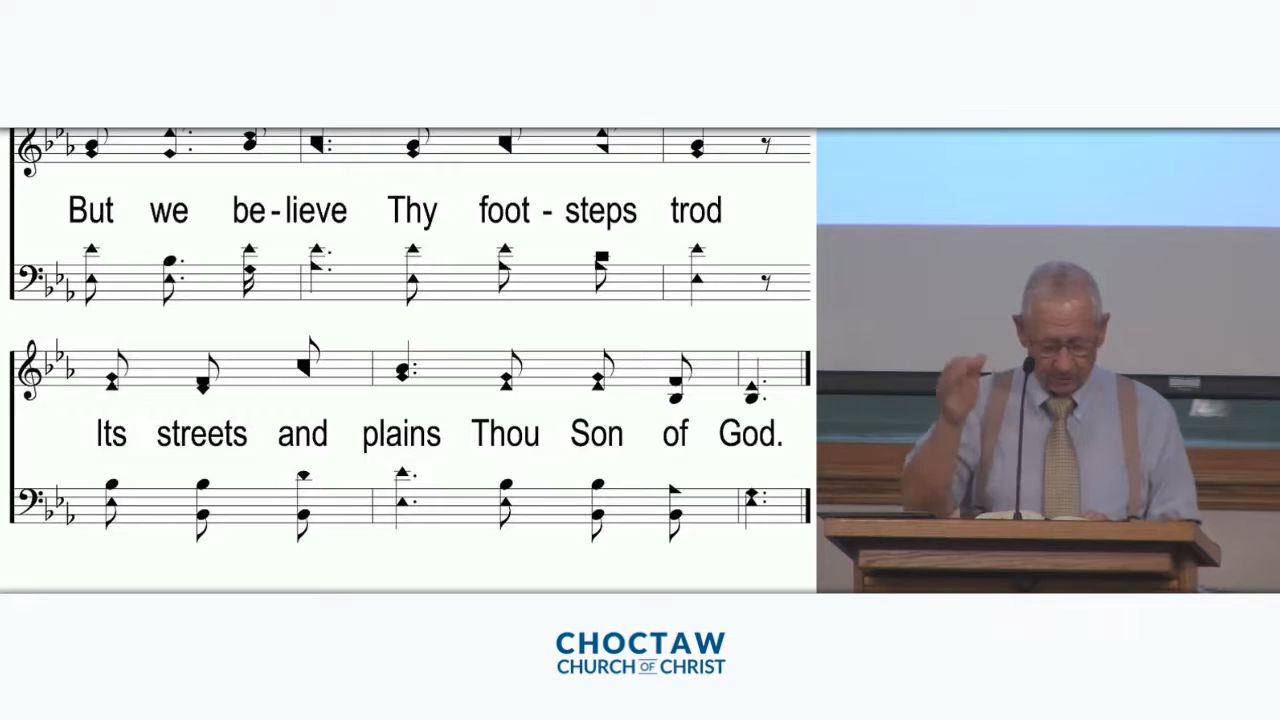 But we be-lieve Thy foot - steps trod
Its streets and plains Thou Son of God.
CHOCTAW
CHURCH OF CHRIST